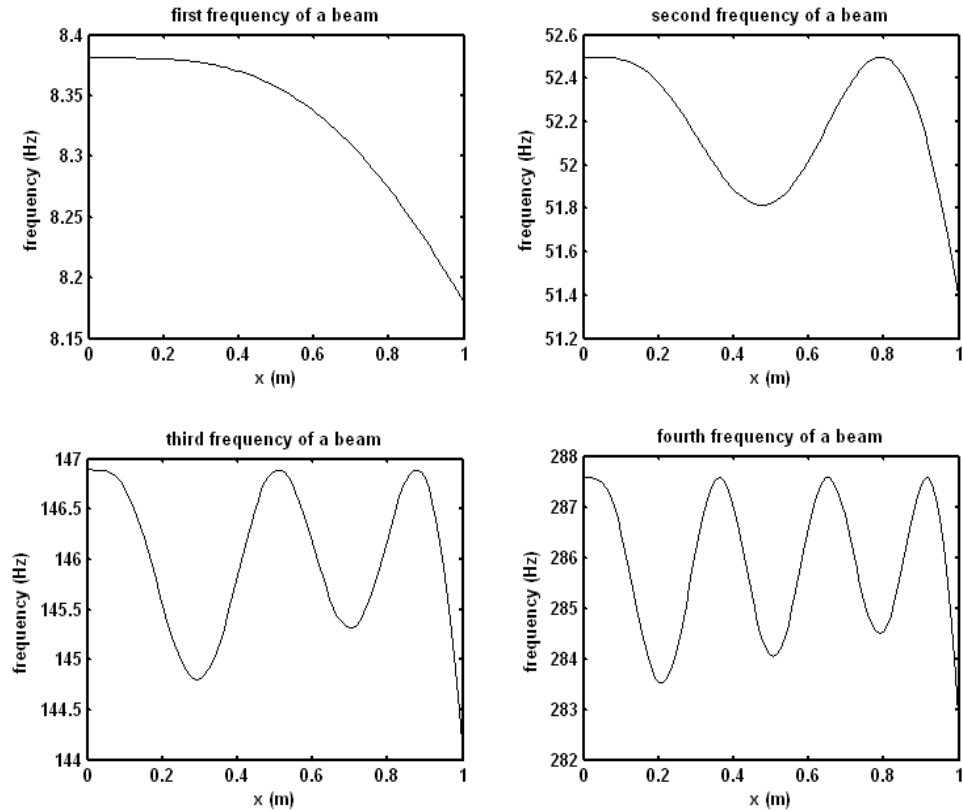 first frequency of a beam
8.4
8.35
8.3
8.25
8.2
8.15
frequency (Hz)
0 0.2 0.4 0.6 0.8 1
x (m)
second frequency of a beam
52.6
52.4
52.2
52
51.8
51.6
51.4
51.2
frequency (Hz)
0 0.2 0.4 0.6 0.8 1
x (m)
third frequency of a beam
147
146.5
146
145.5
145
144.5
144
frequency (Hz)
0 0.2 0.4 0.6 0.8 1
x (m)
fourth frequency of a beam
288
287
286
285
284
283
282
frequency (Hz)
0 0.2 0.4 0.6 0.8 1
x (m)